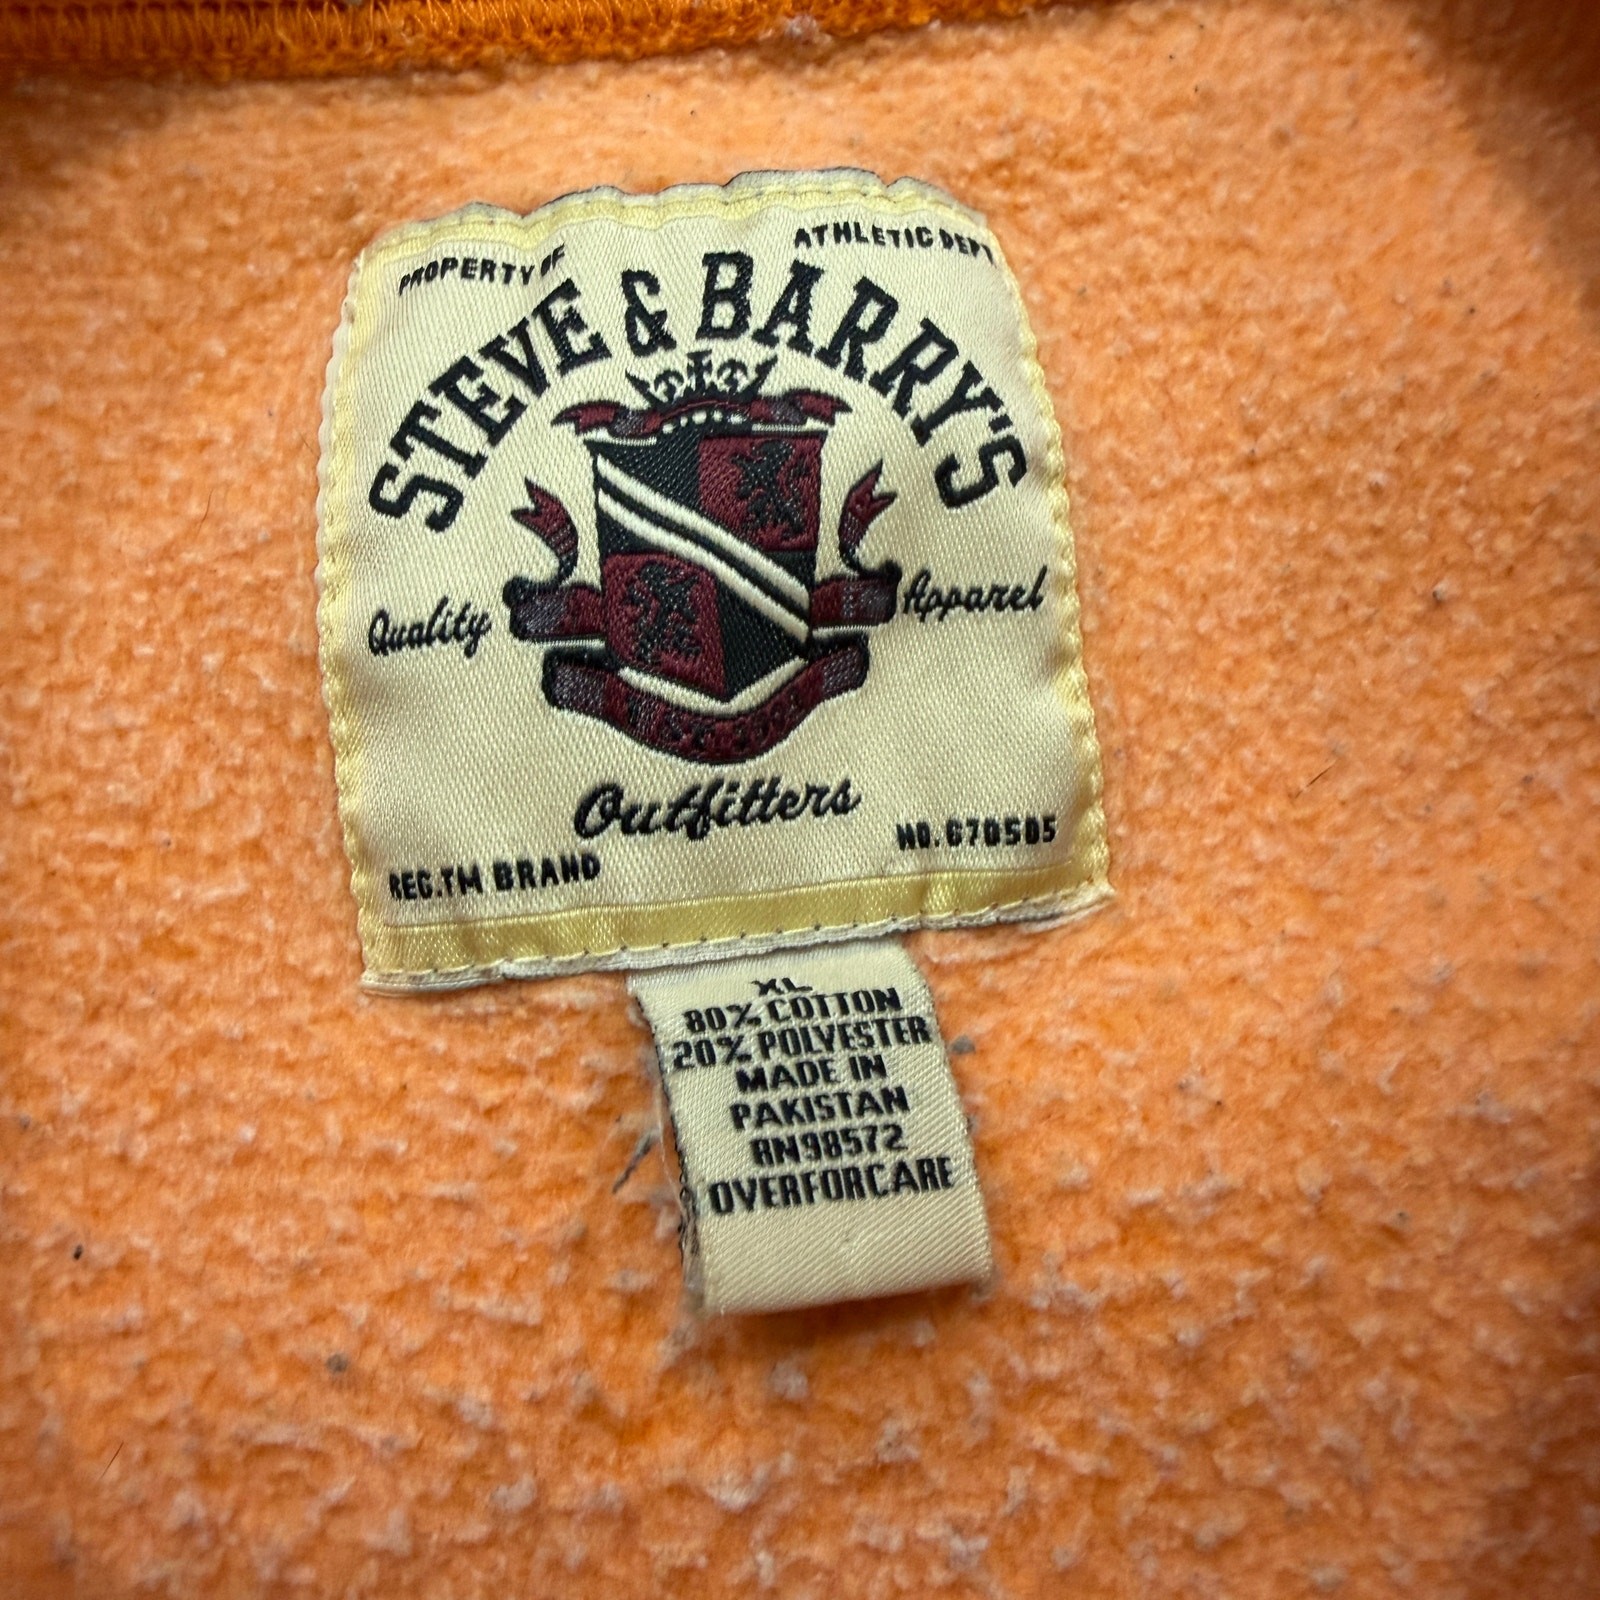 PROPERTY OF ATHLETIC DEPT
STEVE & BARRY'S
Quality Apparel
Outfitters
REG.TM BRAND NO. 670505
XL
80% COTTON
20% POLYESTER
MADE IN
PAKISTAN
RN98572
OVERFORCARE